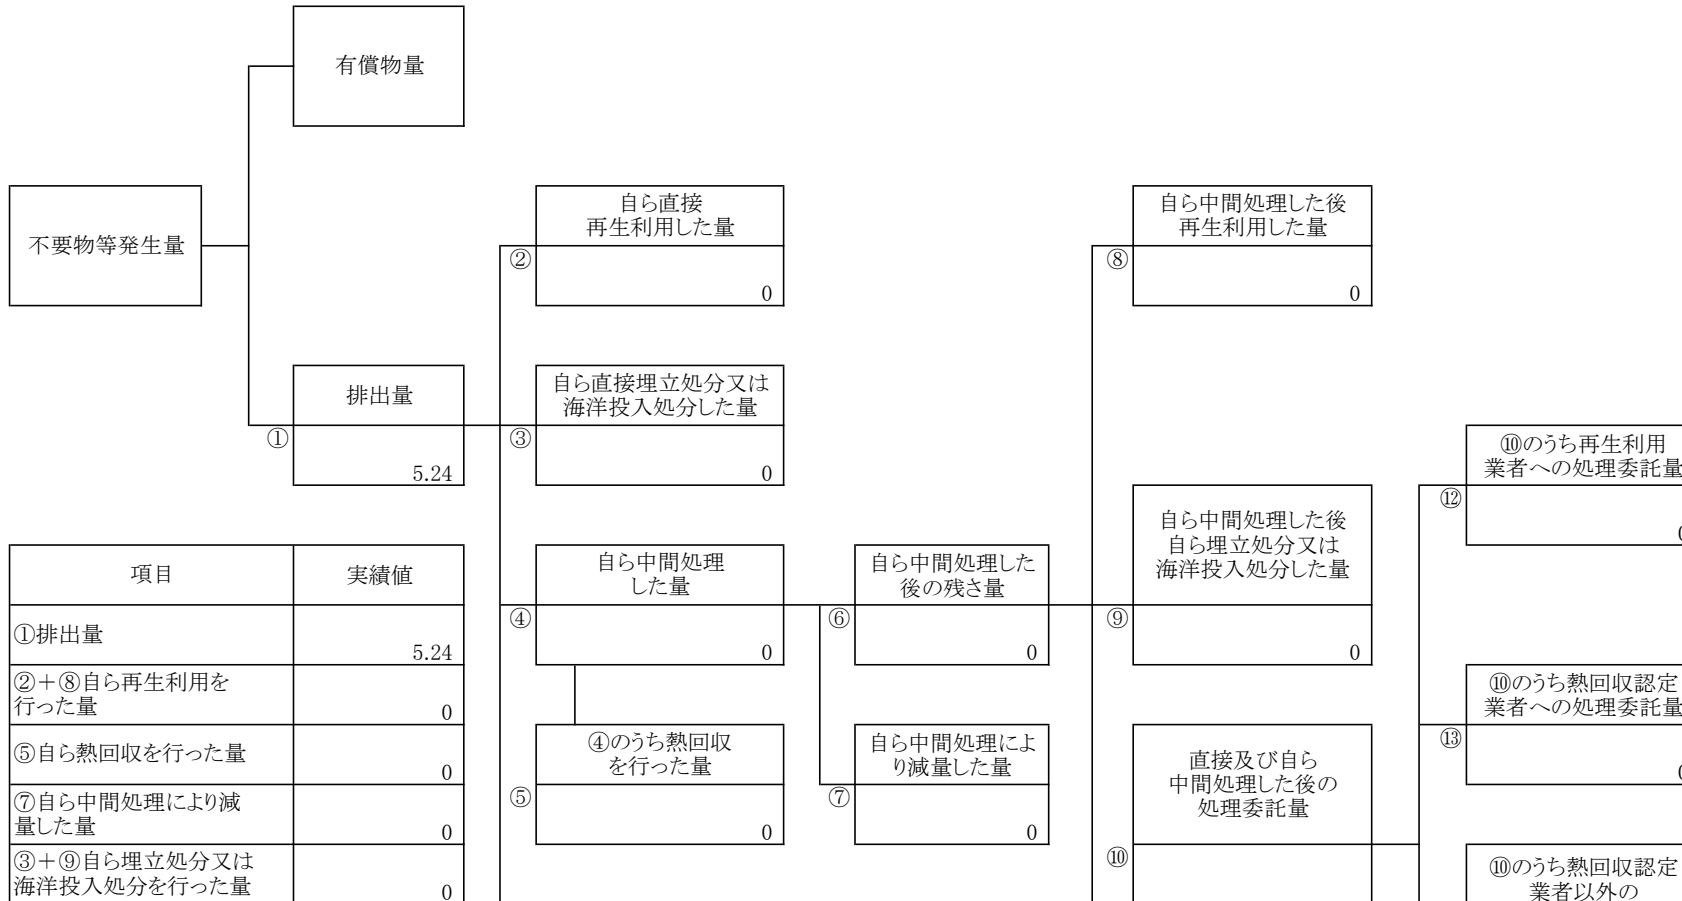 有償物量
不要物等発生量
自ら直接
再生利用した量
②
0
自ら中間処理した後
再生利用した量
⑧
0
排出量
①
5.24
自ら直接埋立処分又は
海洋投入処分した量
③
0
⑩のうち再生利用
業者への処理委託量
⑫
自ら中間処理した後
自ら埋立処分又は
海洋投入処分した量
⑨
0
自ら中間処理
した量
④
0
自ら中間処理した
後の残さ量
⑥
0
④のうち熱回収
を行った量
⑤
0
自ら中間処理によ
り減量した量
⑦
0
直接及び自ら
中間処理した後の
処理委託量
⑩
⑩のうち熱回収認定
業者への処理委託量
⑬
⑩のうち熱回収認定
業者以外の
項目 実績値
①排出量
5.24
②＋⑧自ら再生利用を
行った量 0
⑤自ら熱回収を行った量
0
⑦自ら中間処理により減
量した量 0
③＋⑨自ら埋立処分又は
海洋投入処分を行った量 0